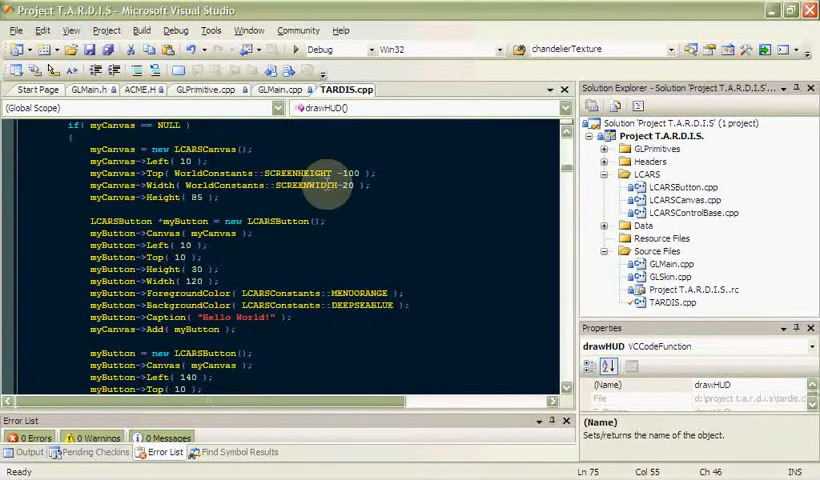 Project T.A.R.D.I.S - Microsoft Visual Studio
File Edit View Project Build Debug Tools Window Community Help
Debug Win32 chandelierTexture
Start Page GLMain.h ACME.H GLPrimitive.cpp GLMain.cpp TARDIS.cpp
(Global Scope) drawHUD()
if( myCanvas == NULL )
{
myCanvas = new LCARSCanvas();
myCanvas->Left( 10 );
myCanvas->Top( WorldConstants::SCREENHEIGHT -100 );
myCanvas->Width( WorldConstants::SCREENWIDTH-20 );
myCanvas->Height( 85 );
LCARSButton *myButton = new LCARSButton();
myButton->Canvas( myCanvas );
myButton->Left( 10 );
myButton->Top( 10 );
myButton->Height( 30 );
myButton->Width( 120 );
myButton->ForegroundColor( LCARSConstants::MENUORANGE );
myButton->BackgroundColor( LCARSConstants::DEEPSEABLUE );
myButton->Caption( "Hello World!" );
myCanvas->Add( myButton );
myButton = new LCARSButton();
myButton->Canvas( myCanvas );
myButton->Left( 140 );
myButton->Top( 10 );
Solution Explorer - Solution 'Project T.A.R.D.I.S...'
Solution 'Project T.A.R.D.I.S' (1 project)
Project T.A.R.D.I.S.
GLPrimitives
Headers
LCARS
LCARSButton.cpp
LCARSCanvas.cpp
LCARSControlBase.cpp
Data
Resource Files
Source Files
GLMain.cpp
GLSkin.cpp
Project T.A.R.D.I.S..rc
TARDIS.cpp
Properties
drawHUD VCCodeFunction
(Name) drawHUD
File d:\project t.a.r.d.i.s\tardis.cpp
(Name)
Sets/returns the name of the object.
Error List
0 Errors 0 Warnings 0 Messages
Output Pending Checkins Error List Find Symbol Results
Ready Ln 75 Col 55 Ch 46